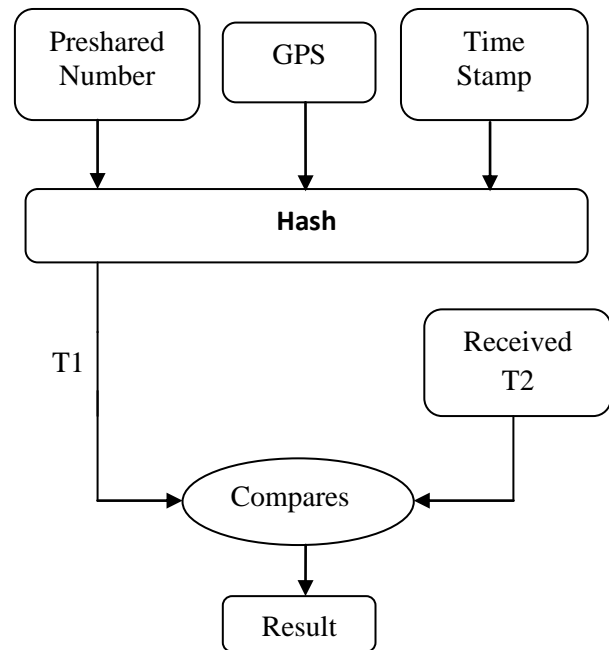 Preshared
Number
GPS
Time
Stamp
Hash
T1
Received
T2
Compares
Result